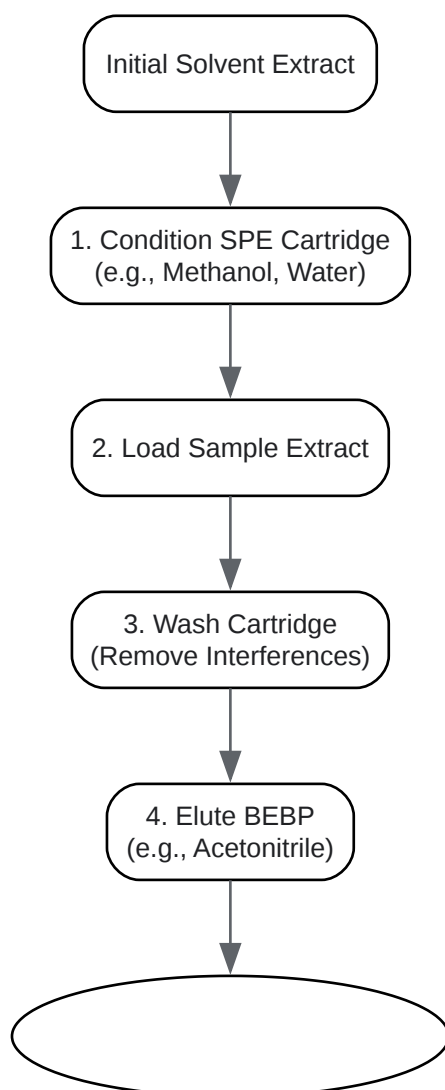 Initial Solvent Extract
1. Condition SPE Cartridge
(e.g., Methanol, Water)
2. Load Sample Extract
3. Wash Cartridge
(Remove Interferences)
4. Elute BEBP
(e.g., Acetonitrile)